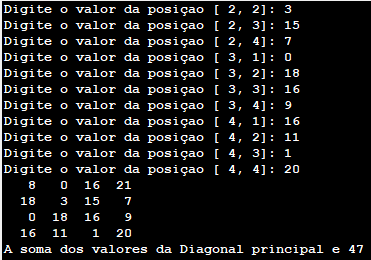 Digite o valor da posiçao [ 2, 2]: 3
Digite o valor da posiçao [ 2, 3]: 15
Digite o valor da posiçao [ 2, 4]: 7
Digite o valor da posiçao [ 3, 1]: 0
Digite o valor da posiçao [ 3, 2]: 18
Digite o valor da posiçao [ 3, 3]: 16
Digite o valor da posiçao [ 3, 4]: 9
Digite o valor da posiçao [ 4, 1]: 16
Digite o valor da posiçao [ 4, 2]: 11
Digite o valor da posiçao [ 4, 3]: 1
Digite o valor da posiçao [ 4, 4]: 20
8 0 16 21
18 3 15 7
0 18 16 9
16 11 1 20
A soma dos valores da Diagonal principal e 47